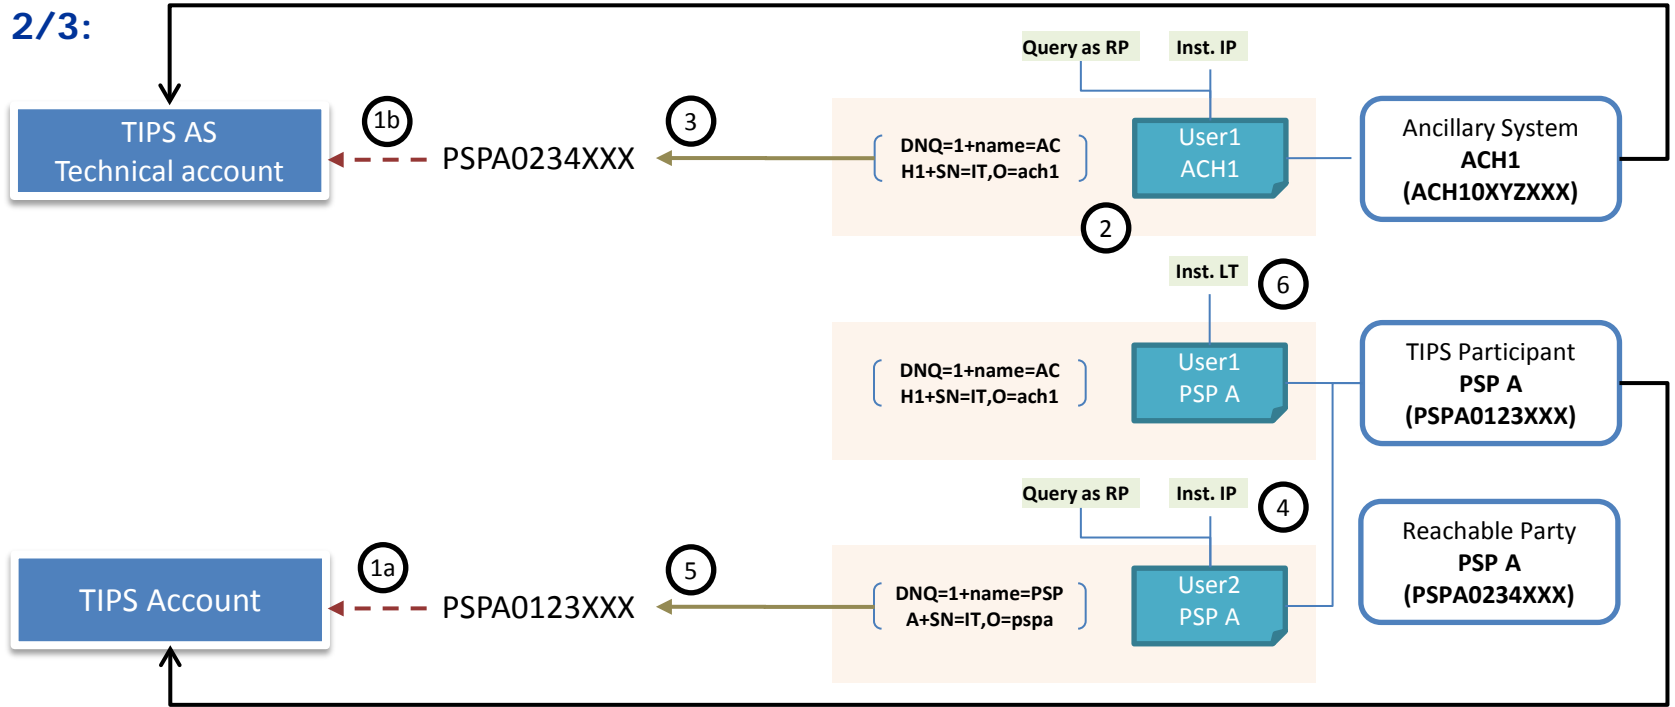 2/3:
Query as RP
Inst. IP
TIPS AS
Technical account
1b
PSPA0234XXX
3
DNQ=1+name=AC
H1+SN=IT,O=ach1
User1
ACH1
Ancillary System
ACH1
(ACH10XYZXXX)
2
Inst. LT
6
DNQ=1+name=AC
H1+SN=IT,O=ach1
User1
PSP A
TIPS Participant
PSP A
(PSPA0123XXX)
Query as RP
Inst. IP
4
Reachable Party
PSP A
(PSPA0234XXX)
TIPS Account
1a
PSPA0123XXX
5
DNQ=1+name=PSP
A+SN=IT,O=pspa
User2
PSP A